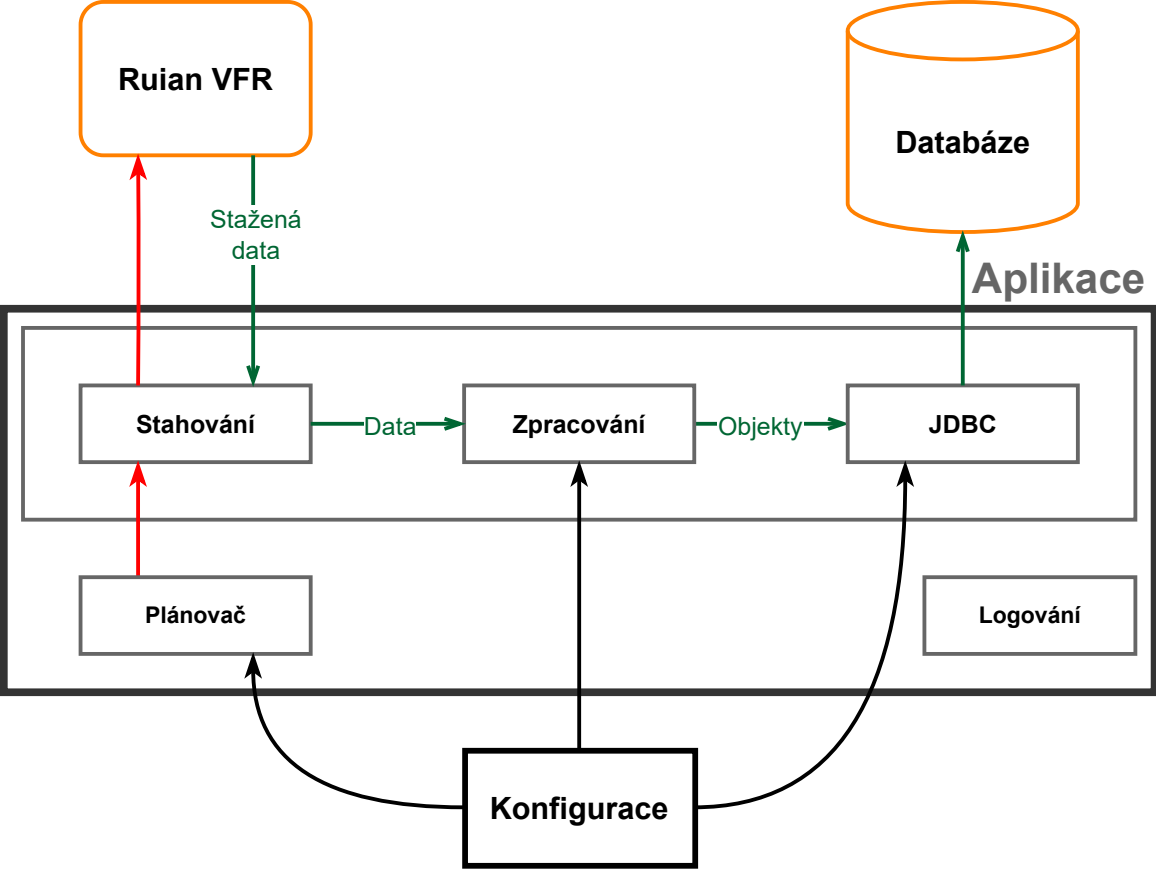 Ruian VFR
Databáze
Stažená
data
Aplikace
Stahování
Data
Zpracování
Objekty
JDBC
Plánovač
Logování
Konfigurace